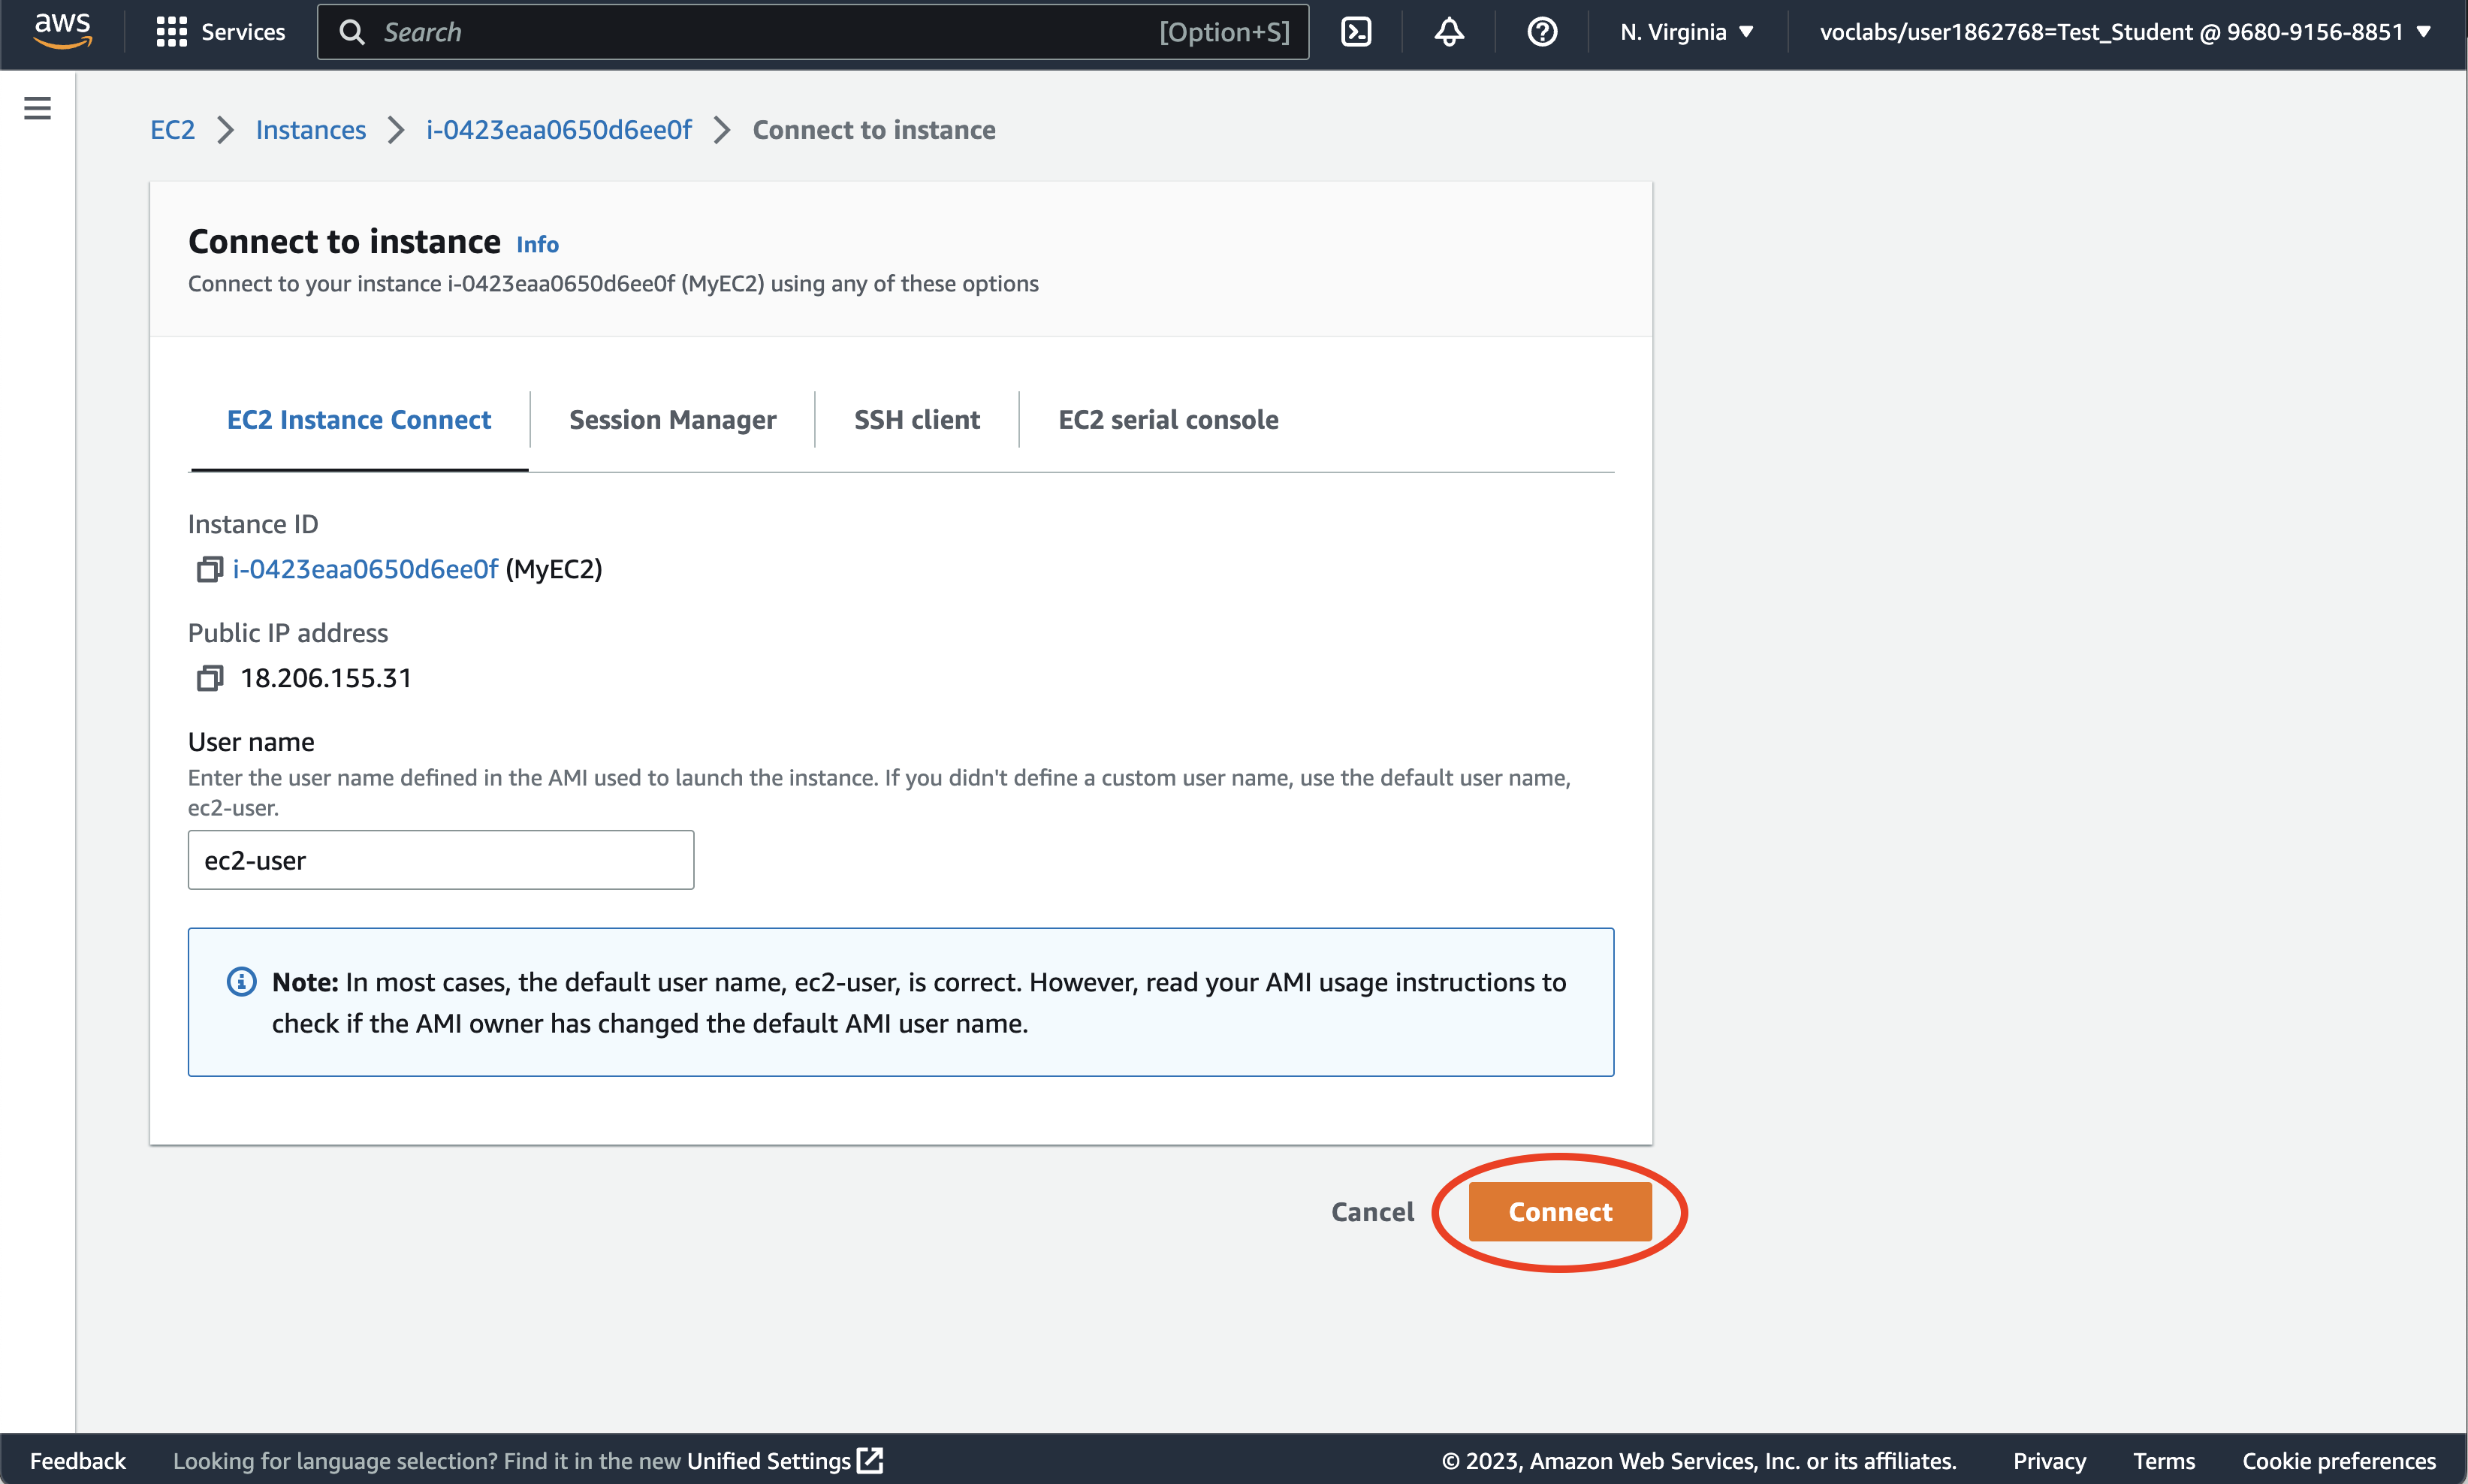 aws
Services
Search
[Option+S]
N. Virginia
voclabs/user1862768=Test_Student @ 9680-9156-8851
EC2
Instances
i-0423eaa0650d6ee0f
Connect to instance
Connect to instance Info
Connect to your instance i-0423eaa0650d6ee0f (MyEC2) using any of these options
EC2 Instance Connect
Session Manager
SSH client
EC2 serial console
Instance ID
i-0423eaa0650d6ee0f (MyEC2)
Public IP address
18.206.155.31
User name
Enter the user name defined in the AMI used to launch the instance. If you didn't define a custom user name, use the default user name,
ec2-user.
ec2-user
Note: In most cases, the default user name, ec2-user, is correct. However, read your AMI usage instructions to
check if the AMI owner has changed the default AMI user name.
Cancel
Connect
Feedback
Looking for language selection? Find it in the new Unified Settings
© 2023, Amazon Web Services, Inc. or its affiliates.
Privacy
Terms
Cookie preferences